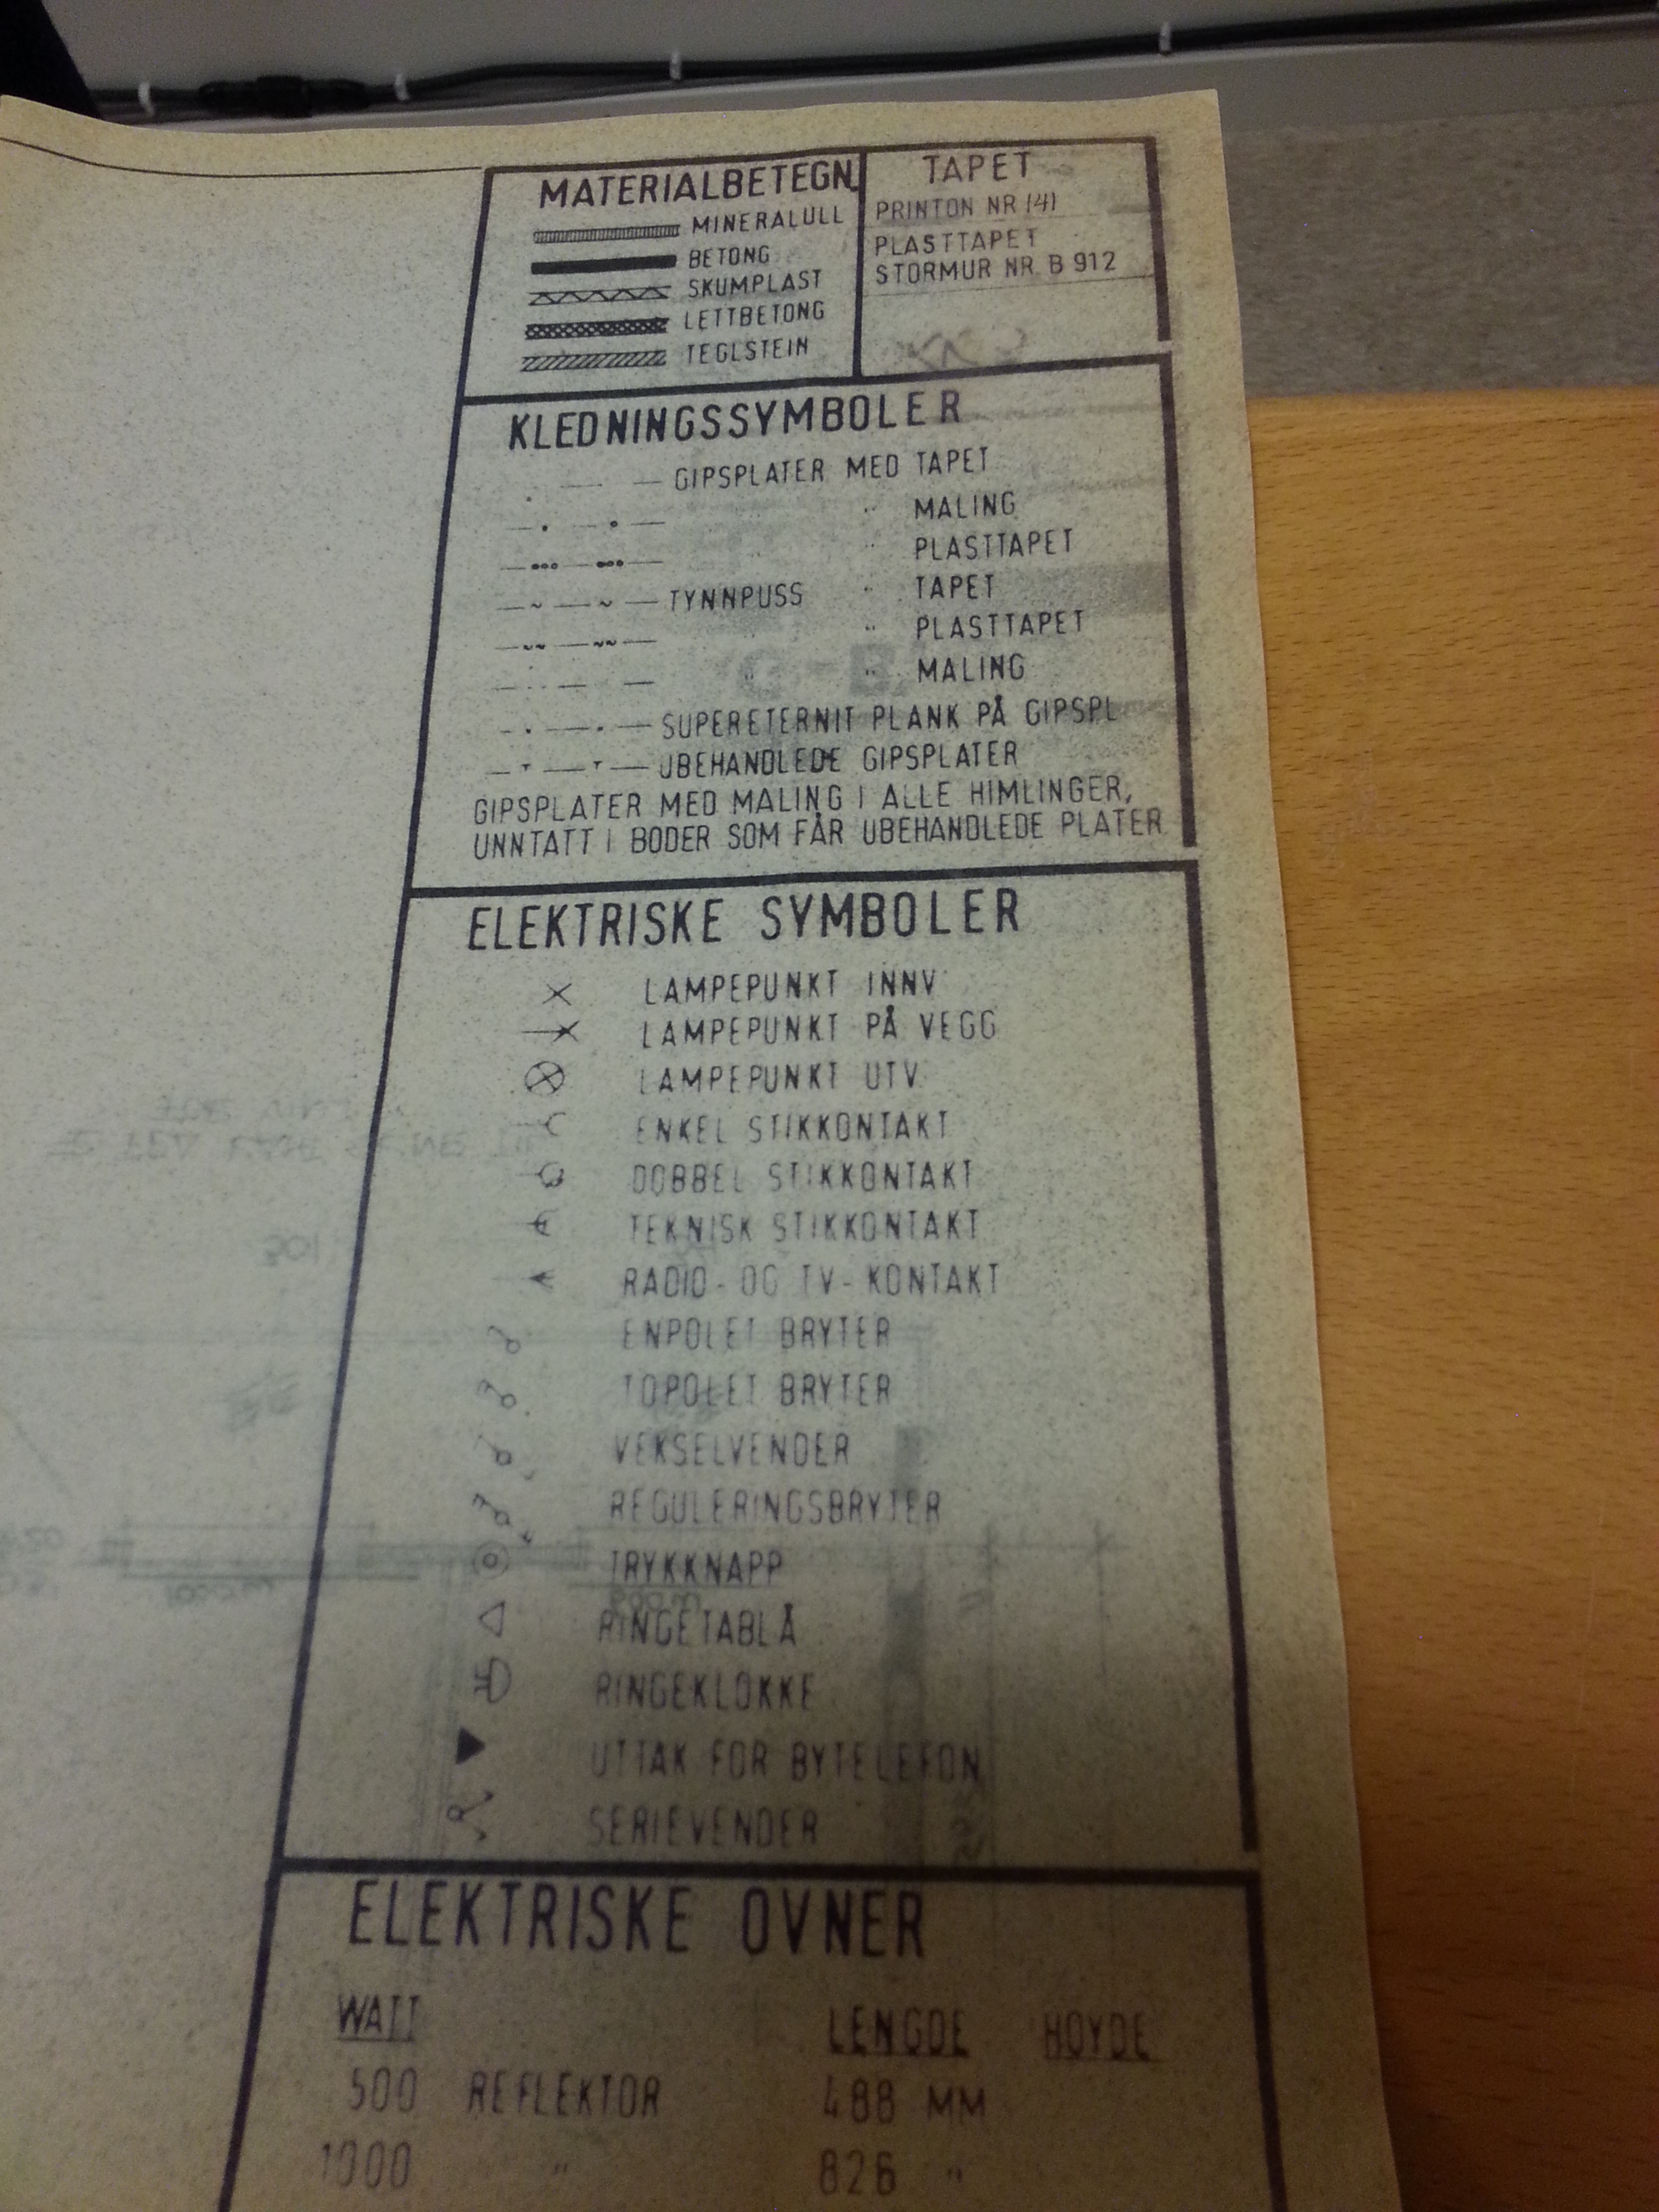 MATERIALBETEGN.
MINERALULL
BETONG
SKUMPLAST
LETTBETONG
TEGLSTEIN
TAPET
PRINTON NR 141
PLASTTAPET
STORMUR NR. B 912
KLEDNINGSSYMBOLER
GIPSPLATER MED TAPET
" MALING
" PLASTTAPET
TYNNPUSS " TAPET
" PLASTTAPET
" " MALING
SUPERETERNIT PLANK PÅ GIPSPL
UBEHANDLEDE GIPSPLATER
GIPSPLATER MED MALING I ALLE HIMLINGER,
UNNTATT I BODER SOM FÅR UBEHANDLEDE PLATER
ELEKTRISKE SYMBOLER
LAMPEPUNKT INNV
LAMPEPUNKT PÅ VEGG
LAMPEPUNKT UTV.
ENKEL STIKKONTAKT
DOBBEL STIKKONTAKT
TEKNISK STIKKONTAKT
RADIO- OG TV-KONTAKT
ENPOLET BRYTER
TOPOLET BRYTER
VEKSELVENDER
REGULERINGSBRYTER
TRYKKNAPP
RINGETABLÅ
RINGEKLOKKE
UTTAK FOR BYTELEFON
SERIEVENDER
ELEKTRISKE OVNER
WATT LENGDE HØYDE
500 REFLEKTOR 488 MM
1000 " 826 "